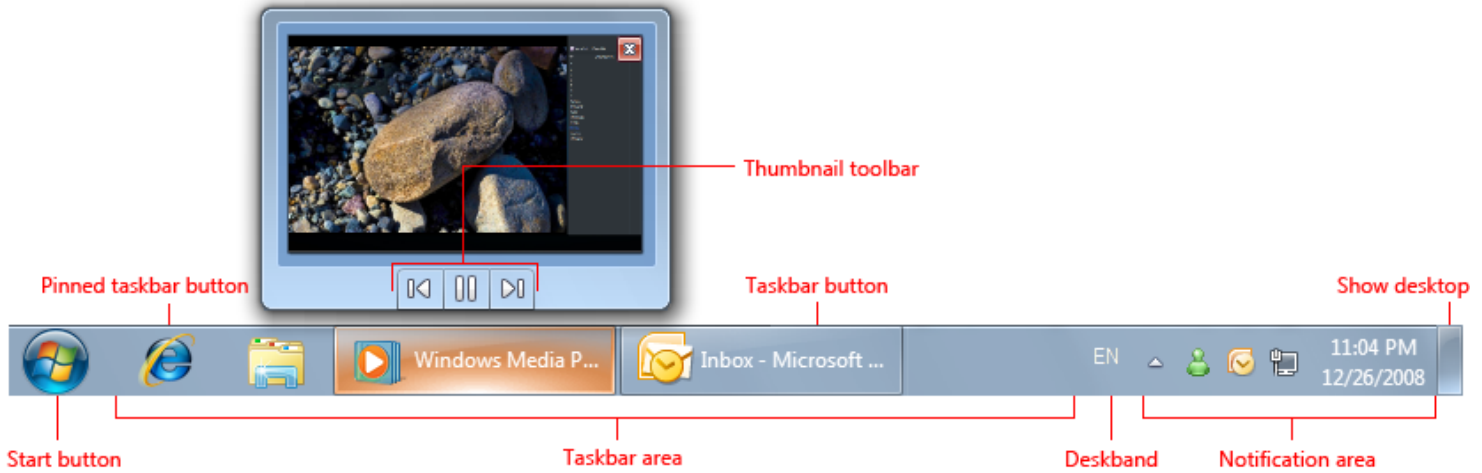 Thumbnail toolbar
Pinned taskbar button
Taskbar button
Show desktop
Windows Media P...
Inbox - Microsoft ...
EN
11:04 PM
12/26/2008
Start button
Taskbar area
Deskband
Notification area